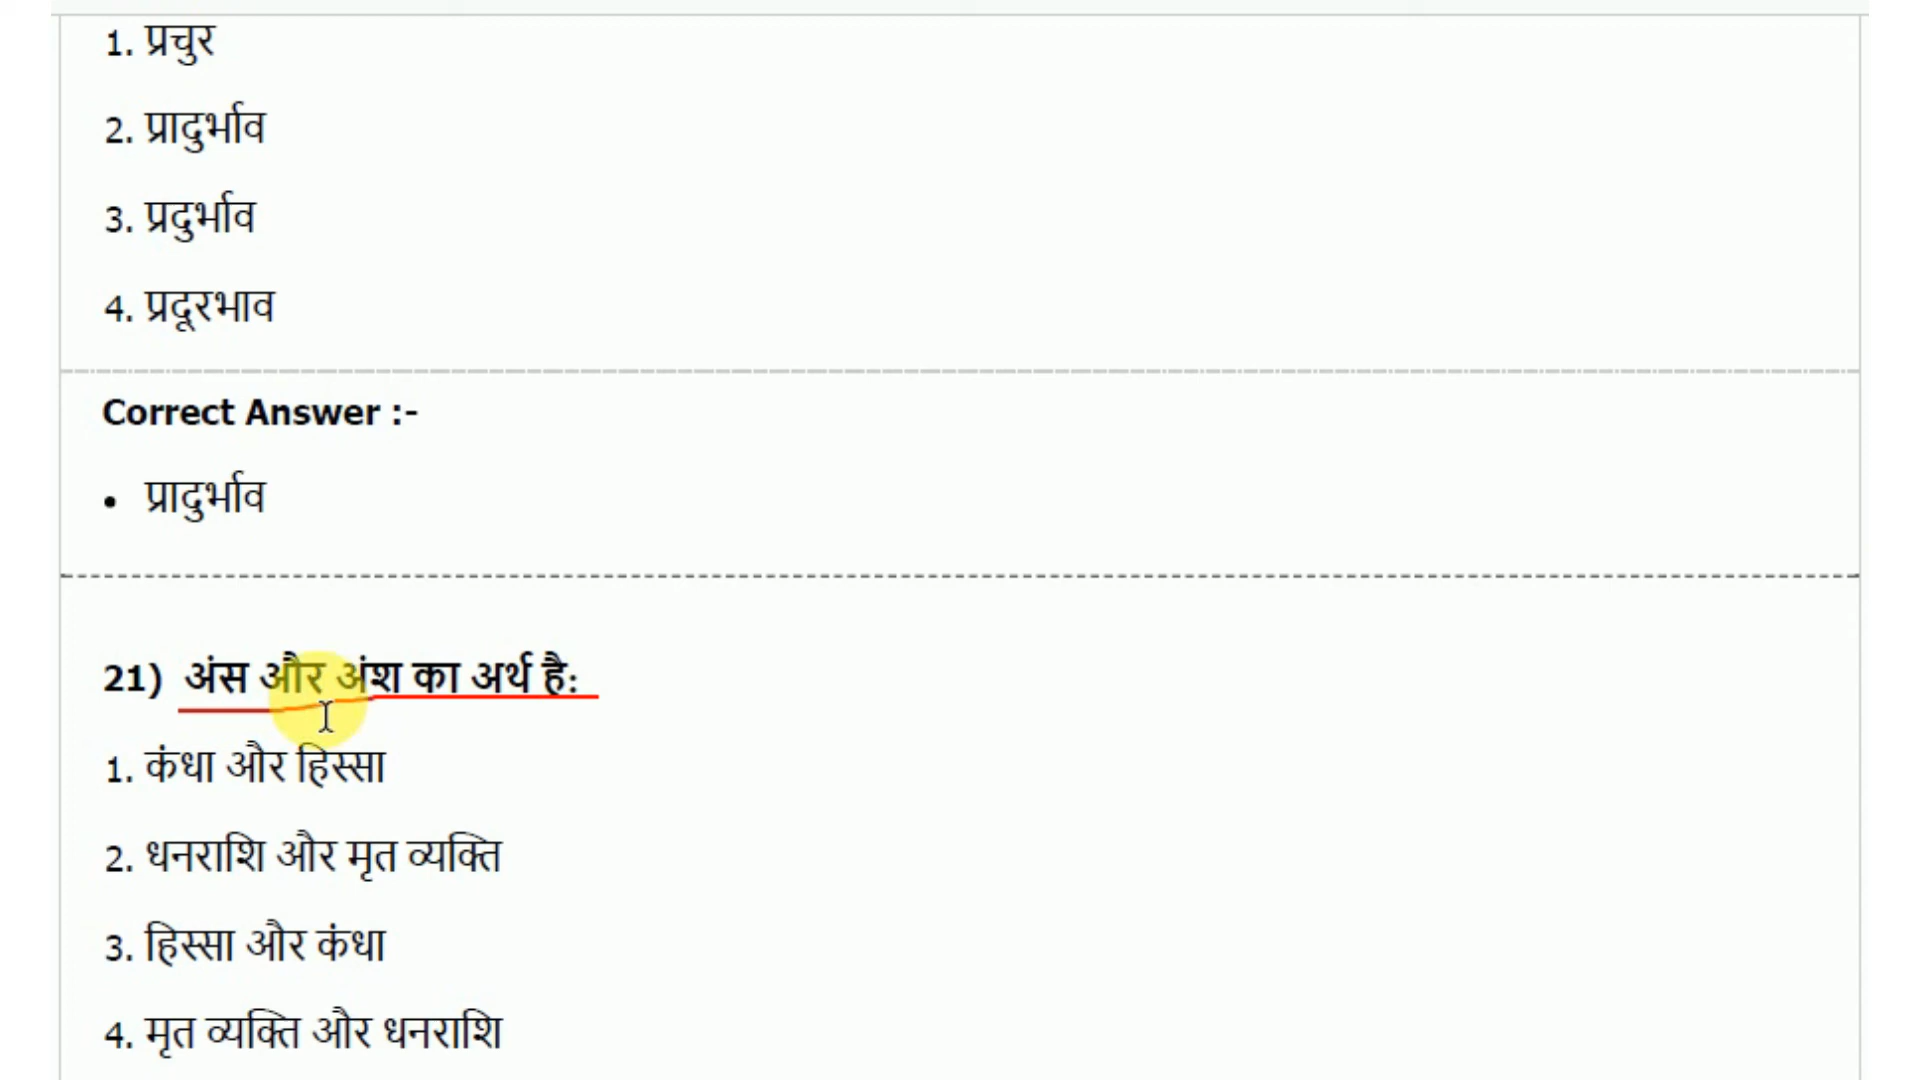 1. प्रचुर
2. प्रादुर्भाव
3. प्रदुर्भाव
4. प्रदूरभाव
Correct Answer :-
• प्रादुर्भाव
21) अंस और अंश का अर्थ है:
1. कंधा और हिस्सा
2. धनराशि और मृत व्यक्ति
3. हिस्सा और कंधा
4. मृत व्यक्ति और धनराशि